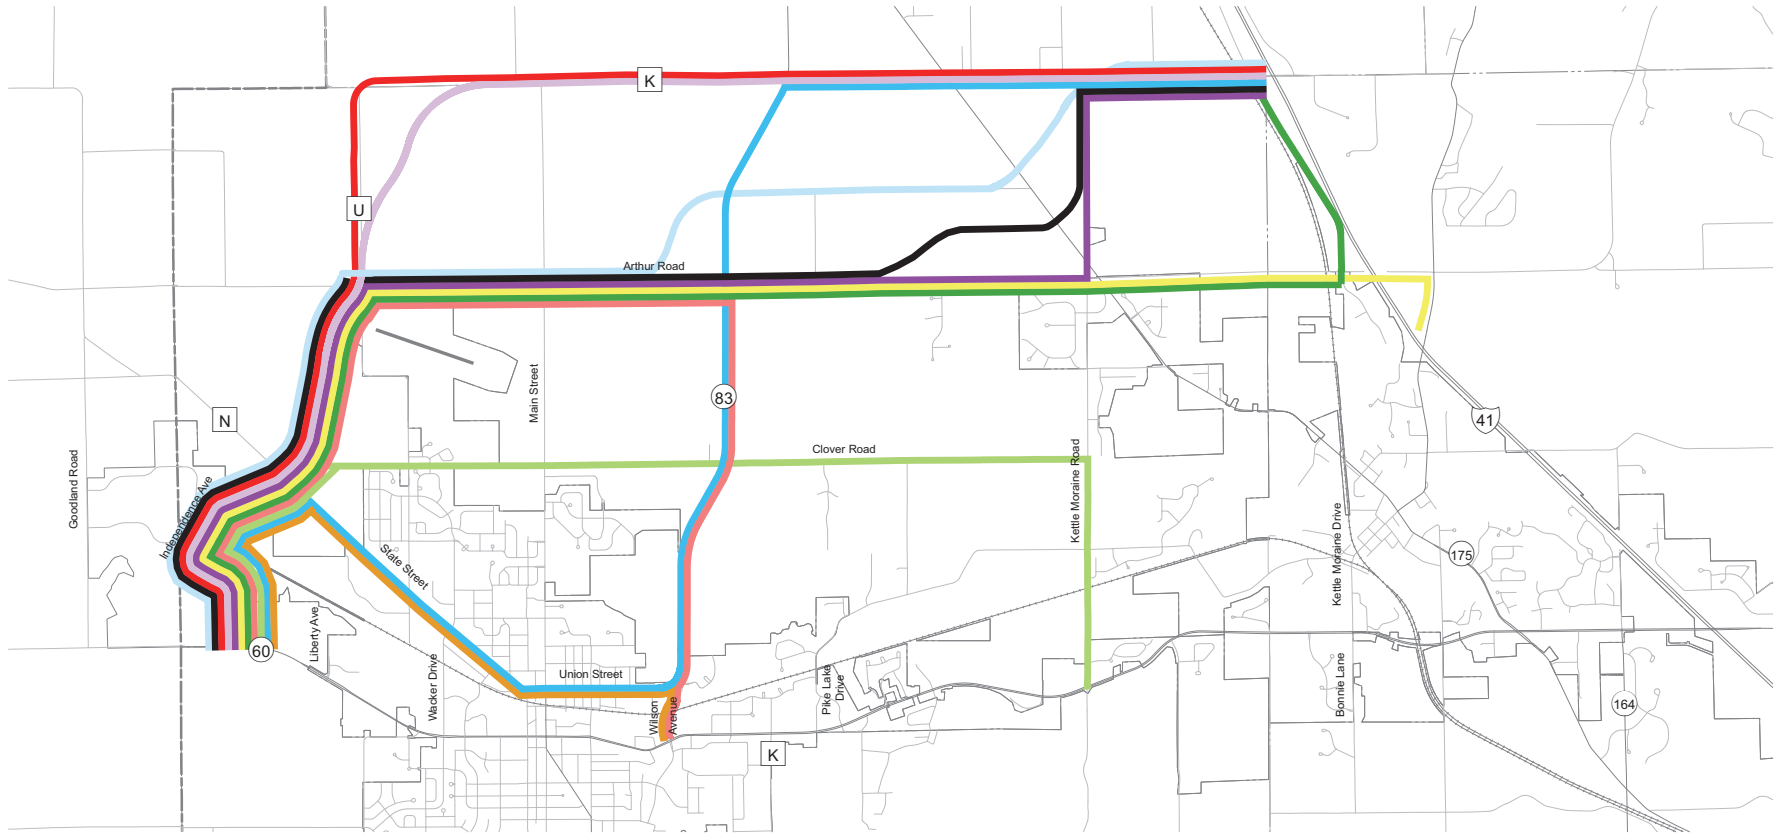 K
U
Arthur Road
Main Street
83
N
41
Goodland Road
Independence Ave
Clover Road
Kettle Moraine Road
Kettle Moraine Drive
State Street
175
Liberty Ave
60
Wacker Drive
Union Street
Wilson
Avenue
Pike Lake
Drive
Bonnie Lane
164
K